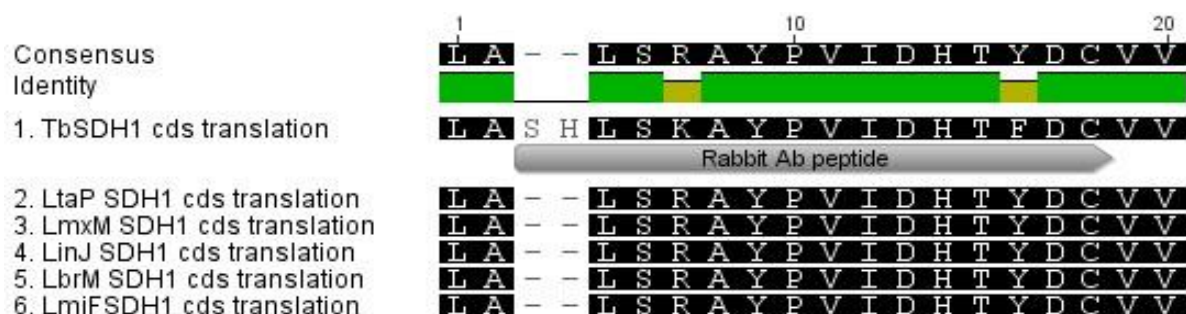 1 10 20
Consensus L A - - L S R A Y P V I D H T Y D C V V
Identity
1. TbSDH1 cds translation L A S H L S K A Y P V I D H T F D C V V
Rabbit Ab peptide
2. LtaP SDH1 cds translation L A - - L S R A Y P V I D H T Y D C V V
3. LmxM SDH1 cds translation L A - - L S R A Y P V I D H T Y D C V V
4. LinJ SDH1 cds translation L A - - L S R A Y P V I D H T Y D C V V
5. LbrM SDH1 cds translation L A - - L S R A Y P V I D H T Y D C V V
6. LmjFSDH1 cds translation L A - - L S R A Y P V I D H T Y D C V V